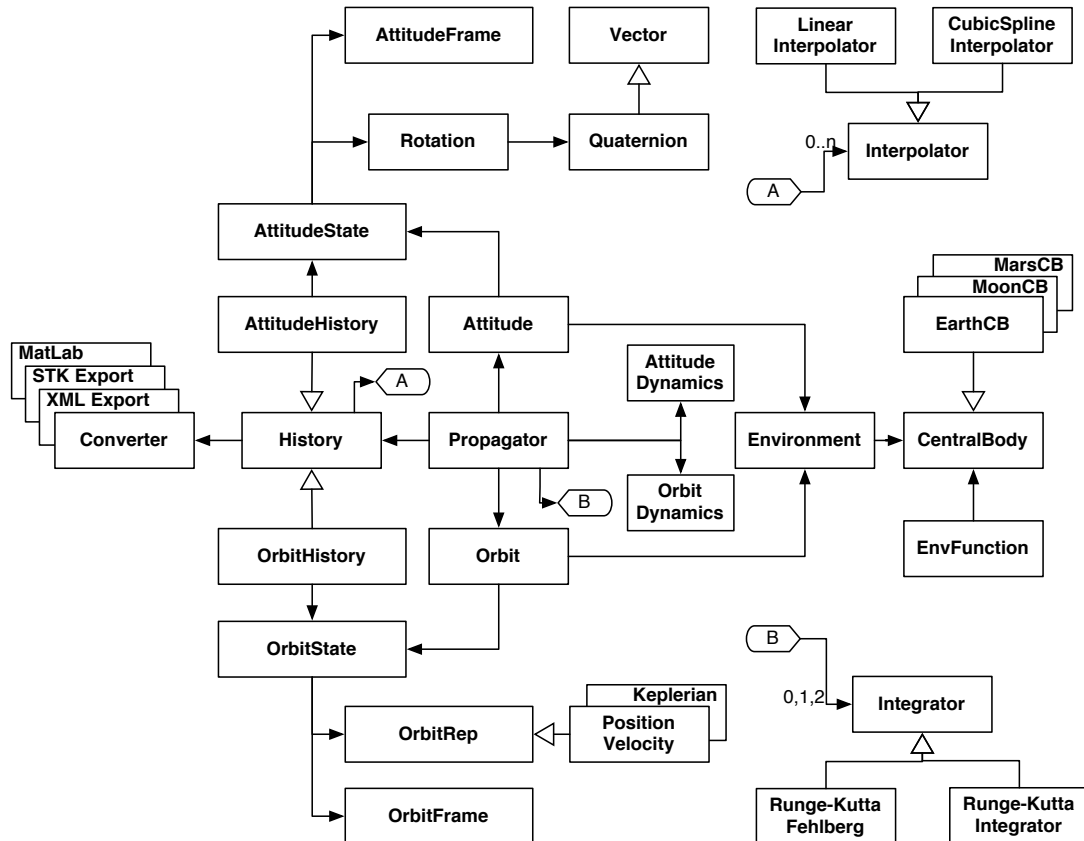 AttitudeFrame
Vector
Linear
Interpolator
CubicSpline
Interpolator
Rotation
Quaternion
0..n
Interpolator
A
AttitudeState
MarsCB
MoonCB
EarthCB
AttitudeHistory
Attitude
MatLab
STK Export
XML Export
Converter
A
Attitude
Dynamics
History
Propagator
Environment
CentralBody
B
Orbit
Dynamics
OrbitHistory
Orbit
EnvFunction
OrbitState
B
Keplerian
0,1,2
Integrator
OrbitRep
Position
Velocity
OrbitFrame
Runge-Kutta
Fehlberg
Runge-Kutta
Integrator